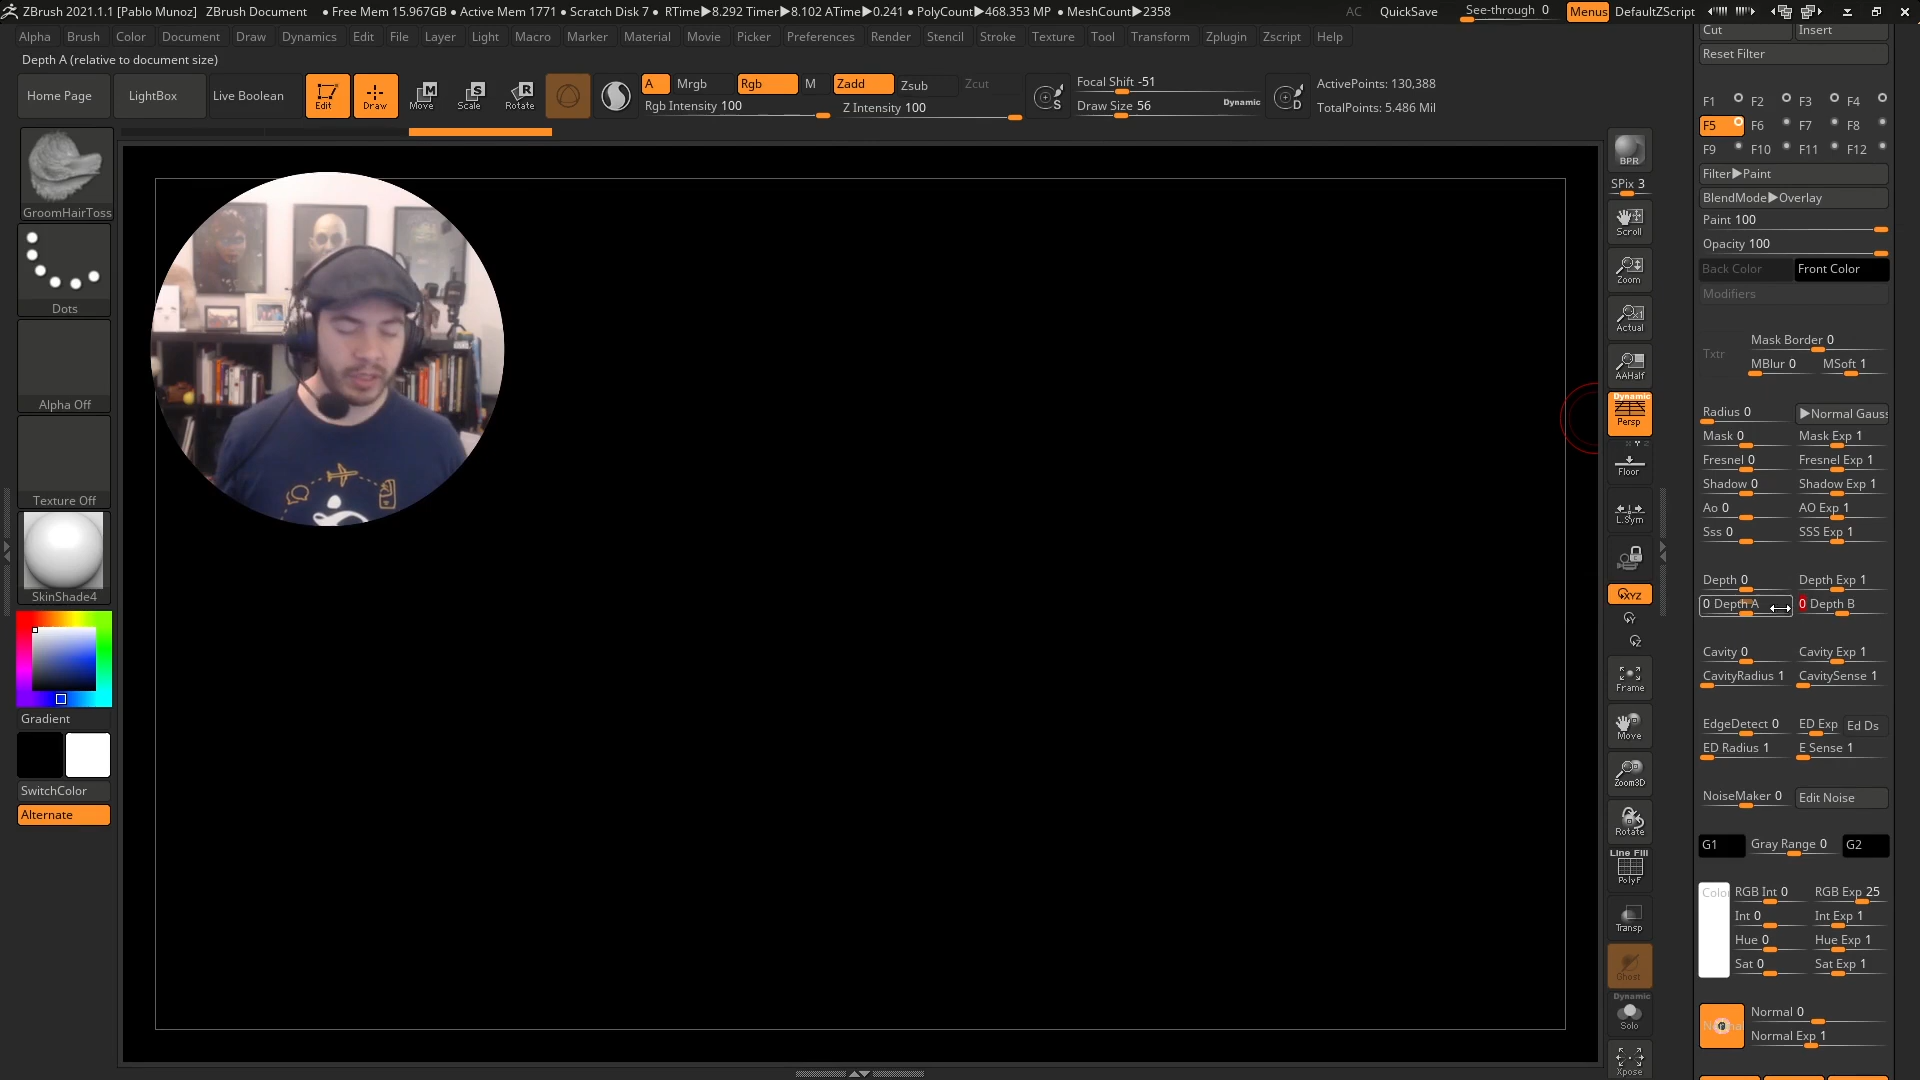 ZBrush 2021.1.1 [Pablo Munoz] ZBrush Document • Free Mem 15.967GB • Active Mem 1771 • Scratch Disk 7 • RTime▶8.292 Timer▶8.102 ATime▶0.241 • PolyCount▶468.353 MP • MeshCount▶2358 AC QuickSave See-through 0 Menus DefaultZScript
Alpha Brush Color Document Draw Dynamics Edit File Layer Light Macro Marker Material Movie Picker Preferences Render Stencil Stroke Texture Tool Transform Zplugin Zscript Help
Depth A (relative to document size)
Home Page LightBox Live Boolean Edit Draw Move Scale Rotate
A Mrgb Rgb M Zadd Zsub Zcut
Rgb Intensity 100 Z Intensity 100
S Focal Shift -51
Draw Size 56 Dynamic
D ActivePoints: 130,388
TotalPoints: 5.486 Mil
GroomHairToss
Dots
Alpha Off
Texture Off
SkinShade4
Gradient
SwitchColor
Alternate
BPR
SPix 3
Scroll
Zoom
Actual
AAHalf
Dynamic
Persp
Floor
L.Sym
XYZ
Y
Z
Frame
Move
Zoom3D
Rotate
Line Fill
PolyF
Transp
Ghost
Dynamic
Solo
Xpose
Cut Insert
Reset Filter
F1 F2 F3 F4
F5 F6 F7 F8
F9 F10 F11 F12
Filter▶Paint
BlendMode▶Overlay
Paint 100
Opacity 100
Back Color Front Color
Modifiers
Txtr Mask Border 0
MBlur 0 MSoft 1
Radius 0 ▶Normal Gauss
Mask 0 Mask Exp 1
Fresnel 0 Fresnel Exp 1
Shadow 0 Shadow Exp 1
Ao 0 AO Exp 1
Sss 0 SSS Exp 1
Depth 0 Depth Exp 1
0 Depth A 0 Depth B
Cavity 0 Cavity Exp 1
CavityRadius 1 CavitySense 1
EdgeDetect 0 ED Exp Ed Ds
ED Radius 1 E Sense 1
NoiseMaker 0 Edit Noise
G1 Gray Range 0 G2
Color RGB Int 0 RGB Exp 25
Int 0 Int Exp 1
Hue 0 Hue Exp 1
Sat 0 Sat Exp 1
Normal 0
Normal Exp 1